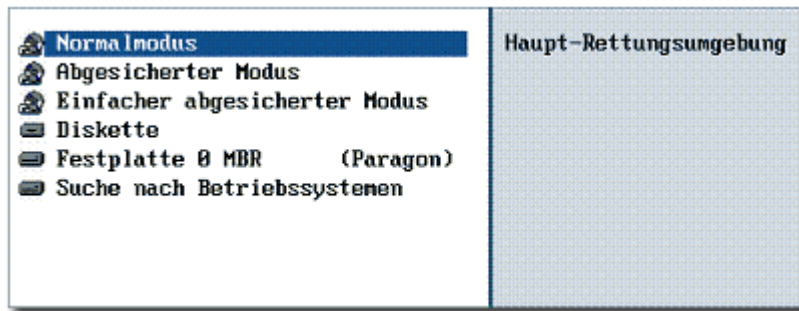 Normalmodus
Abgesicherter Modus
Einfacher abgesicherter Modus
Diskette
Festplatte 0 MBR (Paragon)
Suche nach Betriebssystemen
Haupt-Rettungsumgebung